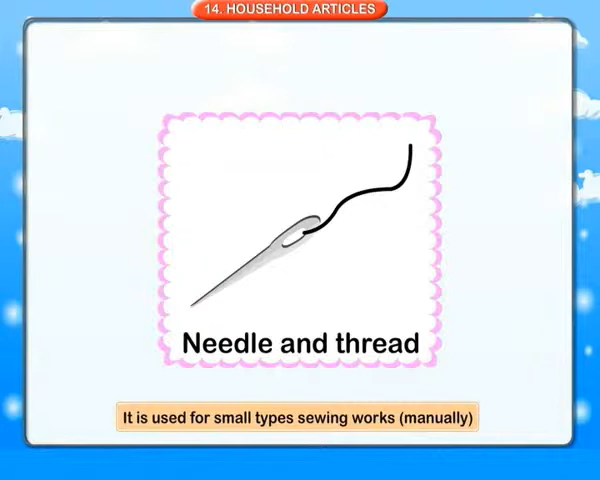 14. HOUSEHOLD ARTICLES
Needle and thread
It is used for small types sewing works (manually)